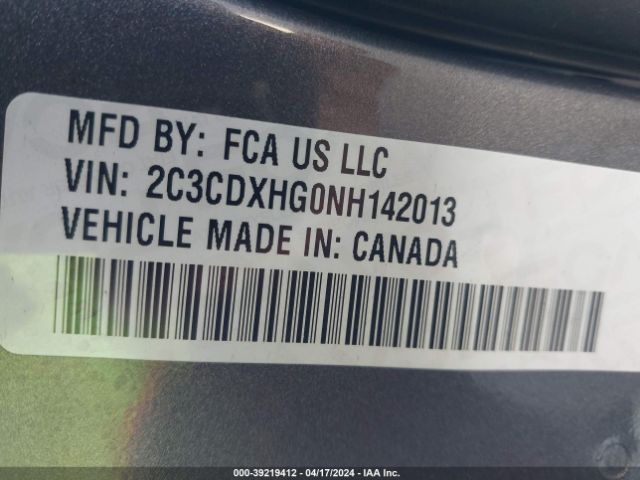 MFD BY: FCA US LLC
VIN: 2C3CDXHG0NH142013
VEHICLE MADE IN: CANADA
000-39219412 - 04/17/2024 - IAA Inc.